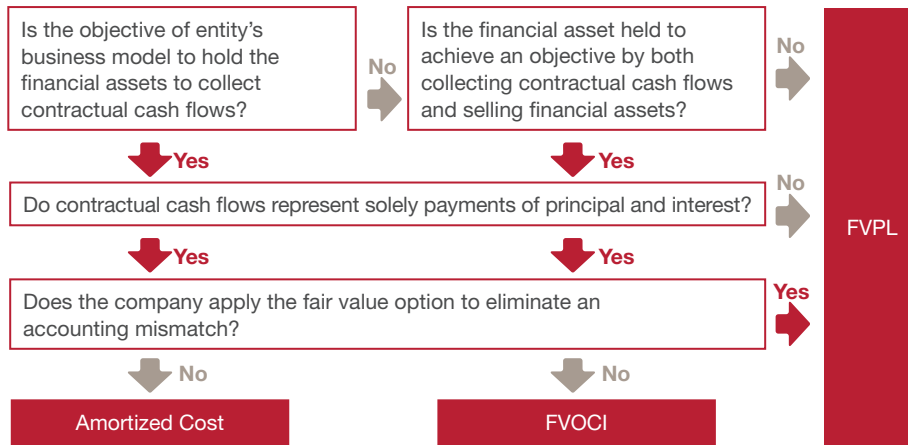 Is the objective of entity’s
business model to hold the
financial assets to collect
contractual cash flows?
No
Is the financial asset held to
achieve an objective by both
collecting contractual cash flows
and selling financial assets?
No
Yes
Yes
Do contractual cash flows represent solely payments of principal and interest?
No
FVPL
Yes
Yes
Does the company apply the fair value option to eliminate an
accounting mismatch?
Yes
No
No
Amortized Cost
FVOCI